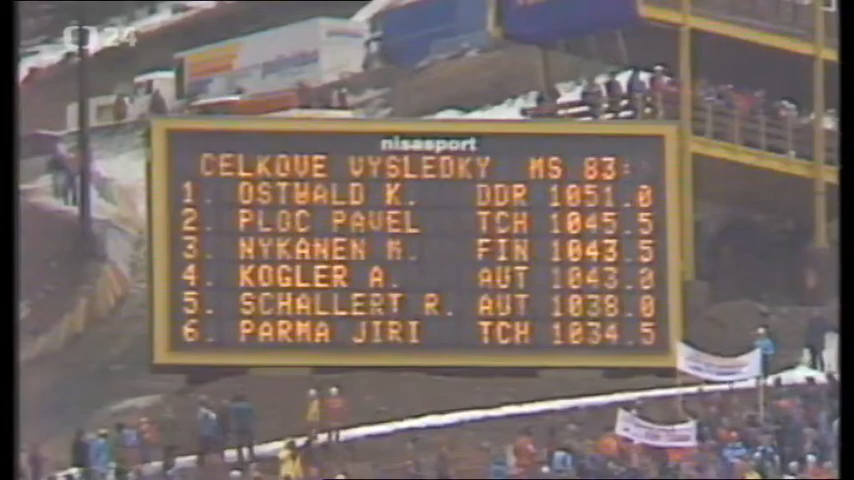 24
nisasport
CELKOVE VYSLEDKY MS 83:
1. OSTWALD K. DDR 1051.0
2. PLOC PAVEL TCH 1045.5
3. NYKANEN M. FIN 1043.5
4. KOGLER A. AUT 1043.0
5. SCHALLERT R. AUT 1038.0
6. PARMA JIRI TCH 1034.5